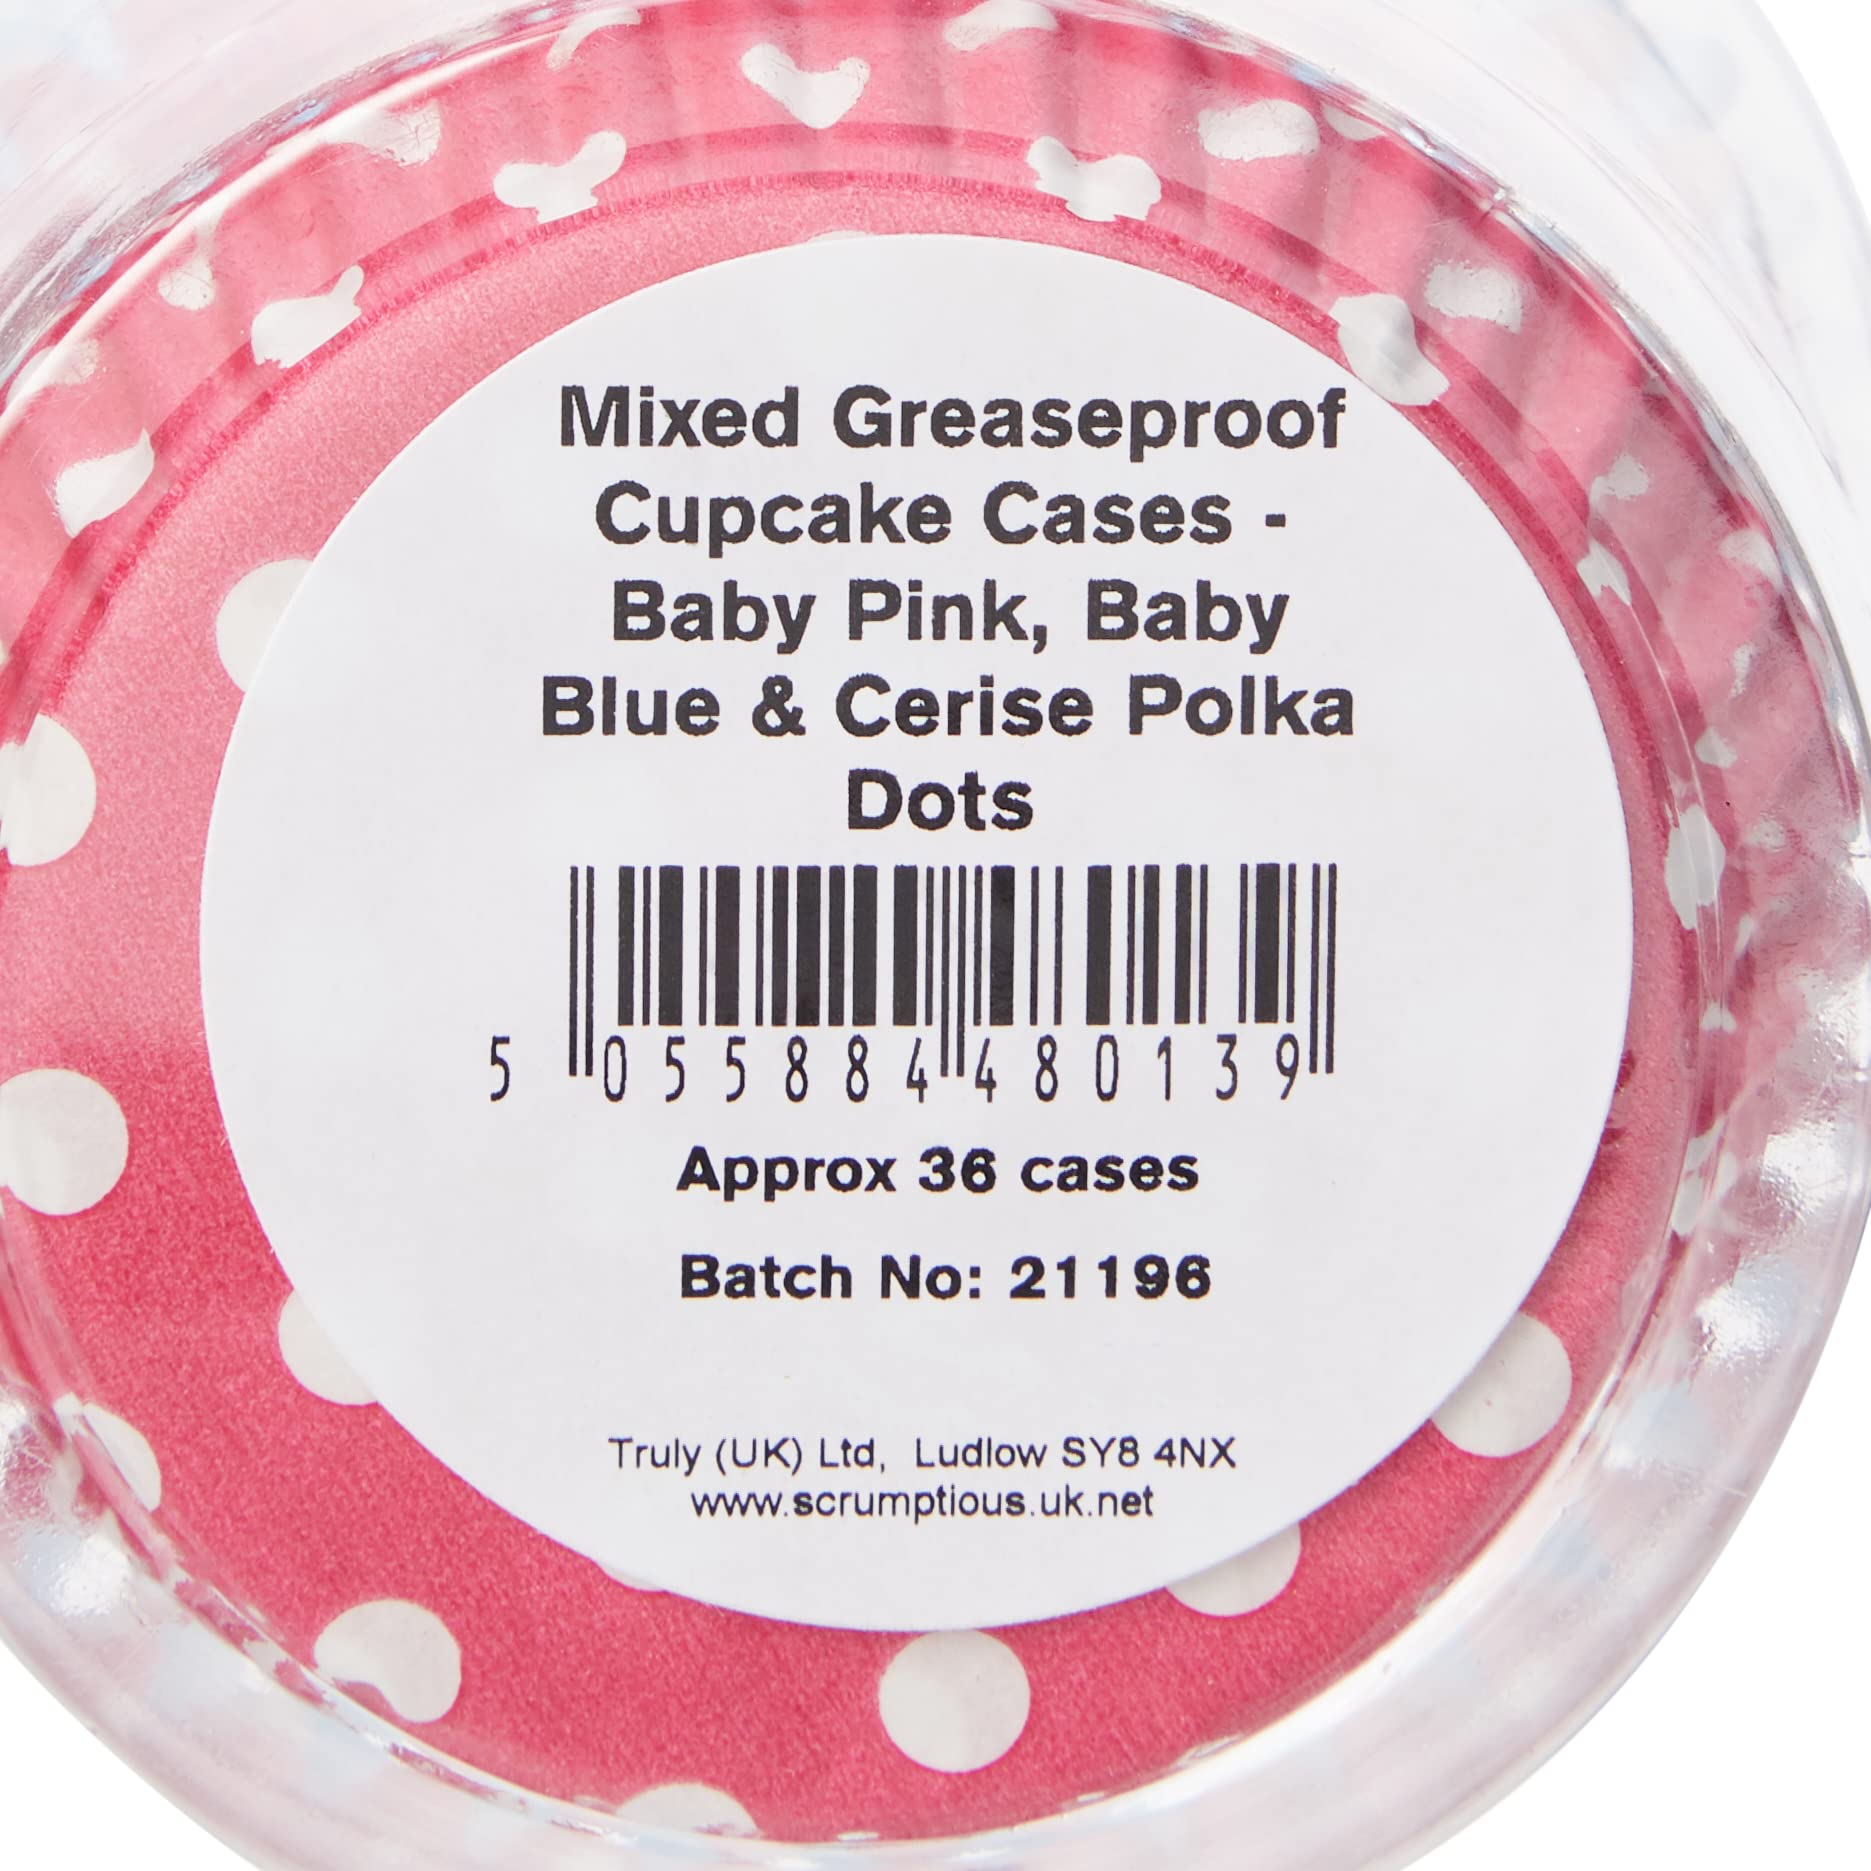 Mixed Greaseproof
Cupcake Cases -
Baby Pink, Baby
Blue & Cerise Polka
Dots
5 055884 480139
Approx 36 cases
Batch No: 21196
Truly (UK) Ltd, Ludlow SY8 4NX
www.scrumptious.uk.net